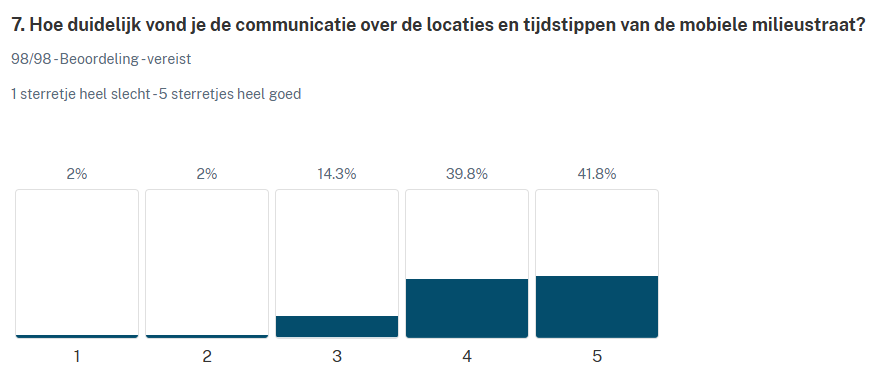 7. Hoe duidelijk vond je de communicatie over de locaties en tijdstippen van de mobiele milieustraat?
98/98 - Beoordeling - vereist
1 sterretje heel slecht - 5 sterretjes heel goed
2% 2% 14.3% 39.8% 41.8%
1 2 3 4 5